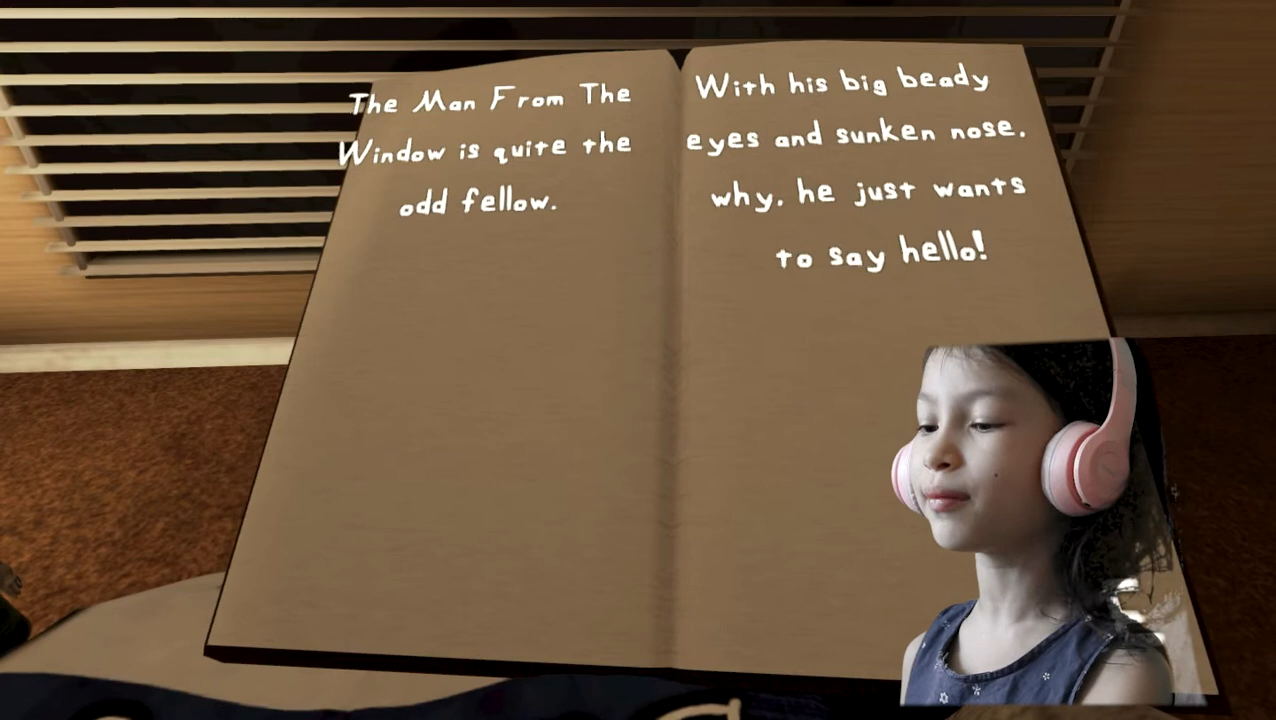 The Man From The
Window is quite the
odd fellow.
With his big beady
eyes and sunken nose.
why, he just wants
to say hello!